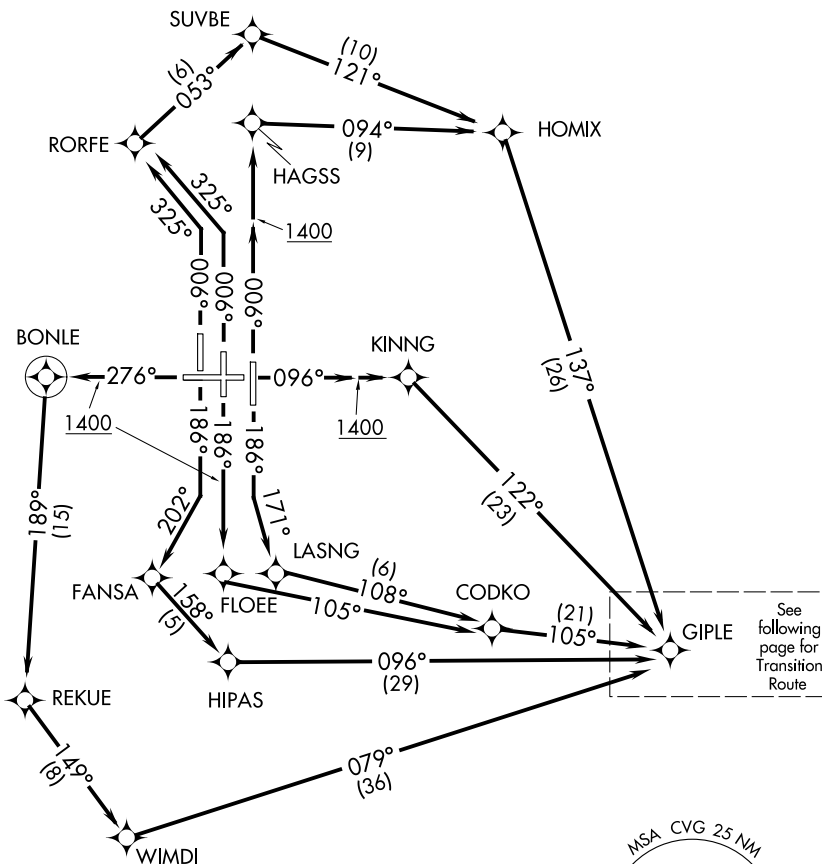 SUVBE
(10)
121°
(6)
053°
RORFE
HAGSS
094°
(9)
HOMIX
325°
325°
1400
006°
006°
006°
137°
(26)
BONLE
276°
096°
KINNG
1400
1400
186°
186°
186°
189°
(15)
202°
171°
122°
(23)
FANSA
FLOEE
LASNG
(6)
108°
105°
CODKO
(21)
105°
GIPLE
See
following
page for
Transition
Route
158°
(5)
HIPAS
096°
(29)
REKUE
149°
(8)
079°
(36)
WIMDI
MSA CVG 25 NM